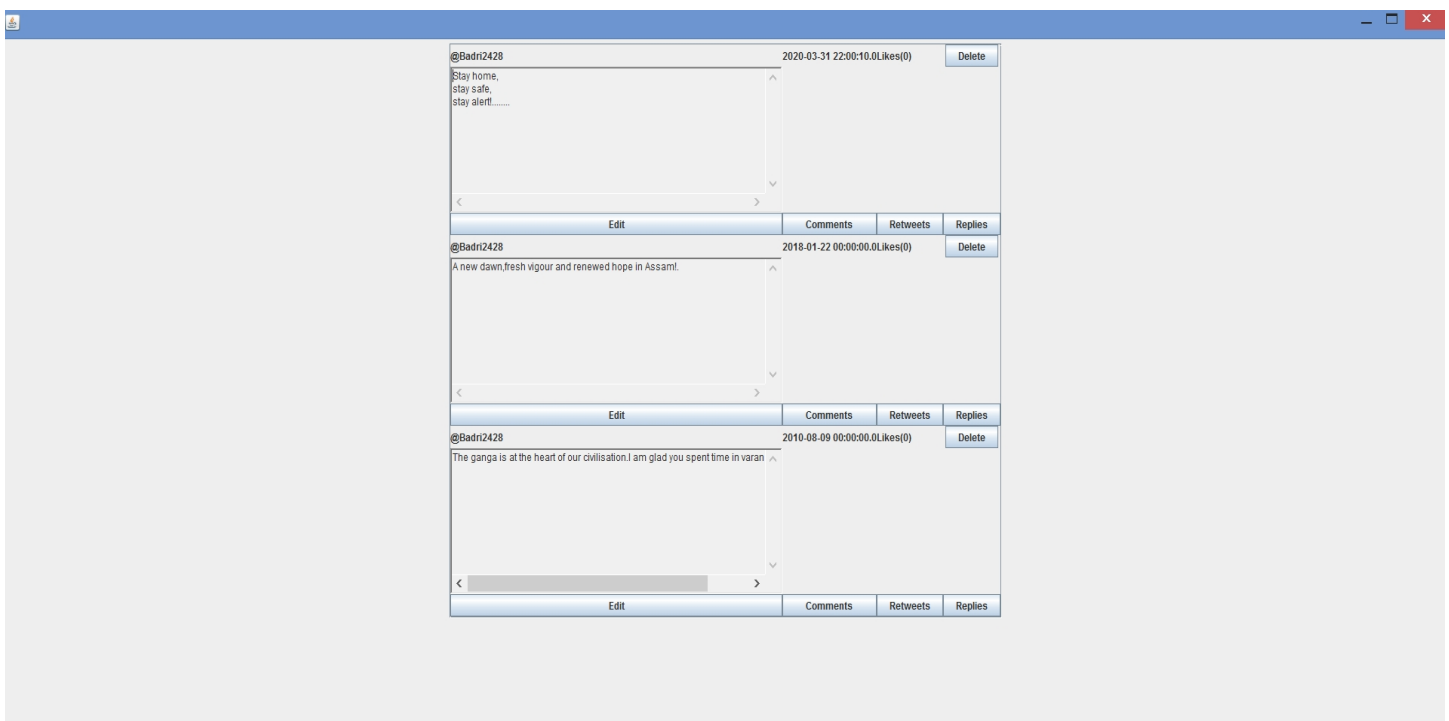 @Badri2428 2020-03-31 22:00:10.0Likes(0) Delete
Stay home,
stay safe,
stay alert!........
Edit Comments Retweets Replies
@Badri2428 2018-01-22 00:00:00.0Likes(0) Delete
A new dawn,fresh vigour and renewed hope in Assam!.
Edit Comments Retweets Replies
@Badri2428 2010-08-09 00:00:00.0Likes(0) Delete
The ganga is at the heart of our civilisation.I am glad you spent time in varan
Edit Comments Retweets Replies